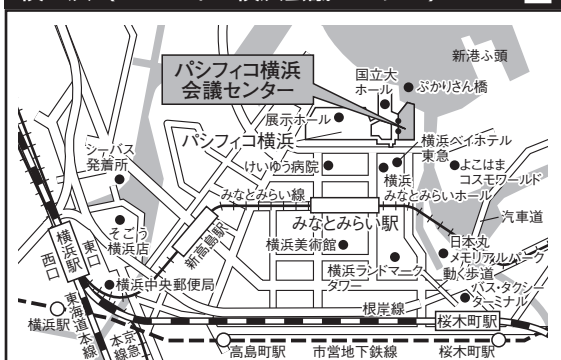 新港ふ頭
パシフィコ横浜
会議センター
国立大
ホール
ぷかりさん橋
展示ホール
パシフィコ横浜
シーバス
発着所
けいゆう病院
横浜ベイホテル
東急
よこはま
コスモワールド
横浜
みなとみらいホール
みなとみらい線
みなとみらい駅
汽車道
そごう
横浜店
新高島駅
横浜美術館
日本丸
メモリアルパーク
横浜駅
東口
西口
横浜ランドマーク
タワー
動く歩道
バス・タクシー
ターミナル
横浜中央郵便局
根岸線
桜木町駅
横浜駅
東海道本線
京急本線
高島町駅
市営地下鉄線
桜木町駅